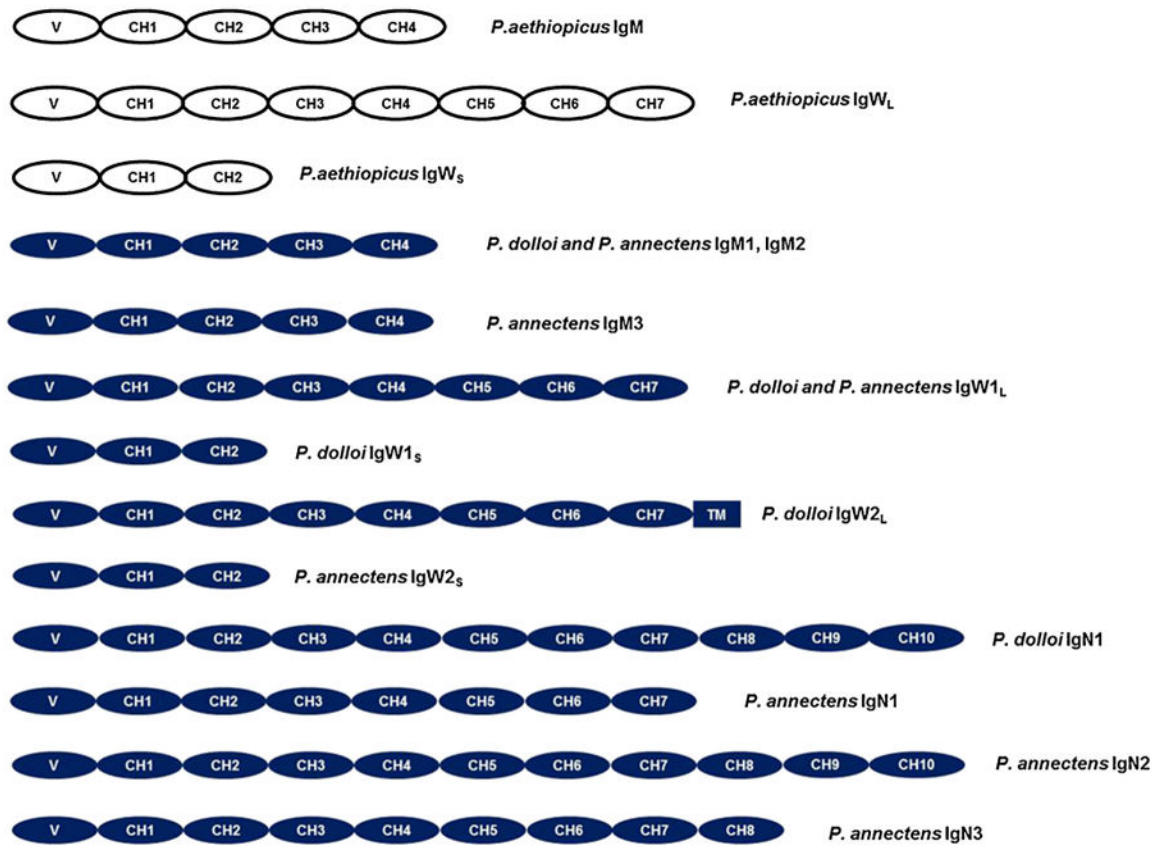 V CH1 CH2 CH3 CH4 P.aethiopicus IgM
V CH1 CH2 CH3 CH4 CH5 CH6 CH7 P.aethiopicus IgWL
V CH1 CH2 P.aethiopicus IgWS
V CH1 CH2 CH3 CH4 P. dolloi and P. annectens IgM1, IgM2
V CH1 CH2 CH3 CH4 P. annectens IgM3
V CH1 CH2 CH3 CH4 CH5 CH6 CH7 P. dolloi and P. annectens IgW1L
V CH1 CH2 P. dolloi IgW1S
V CH1 CH2 CH3 CH4 CH5 CH6 CH7 TM P. dolloi IgW2L
V CH1 CH2 P. annectens IgW2S
V CH1 CH2 CH3 CH4 CH5 CH6 CH7 CH8 CH9 CH10 P. dolloi IgN1
V CH1 CH2 CH3 CH4 CH5 CH6 CH7 P. annectens IgN1
V CH1 CH2 CH3 CH4 CH5 CH6 CH7 CH8 CH9 CH10 P. annectens IgN2
V CH1 CH2 CH3 CH4 CH5 CH6 CH7 CH8 P. annectens IgN3